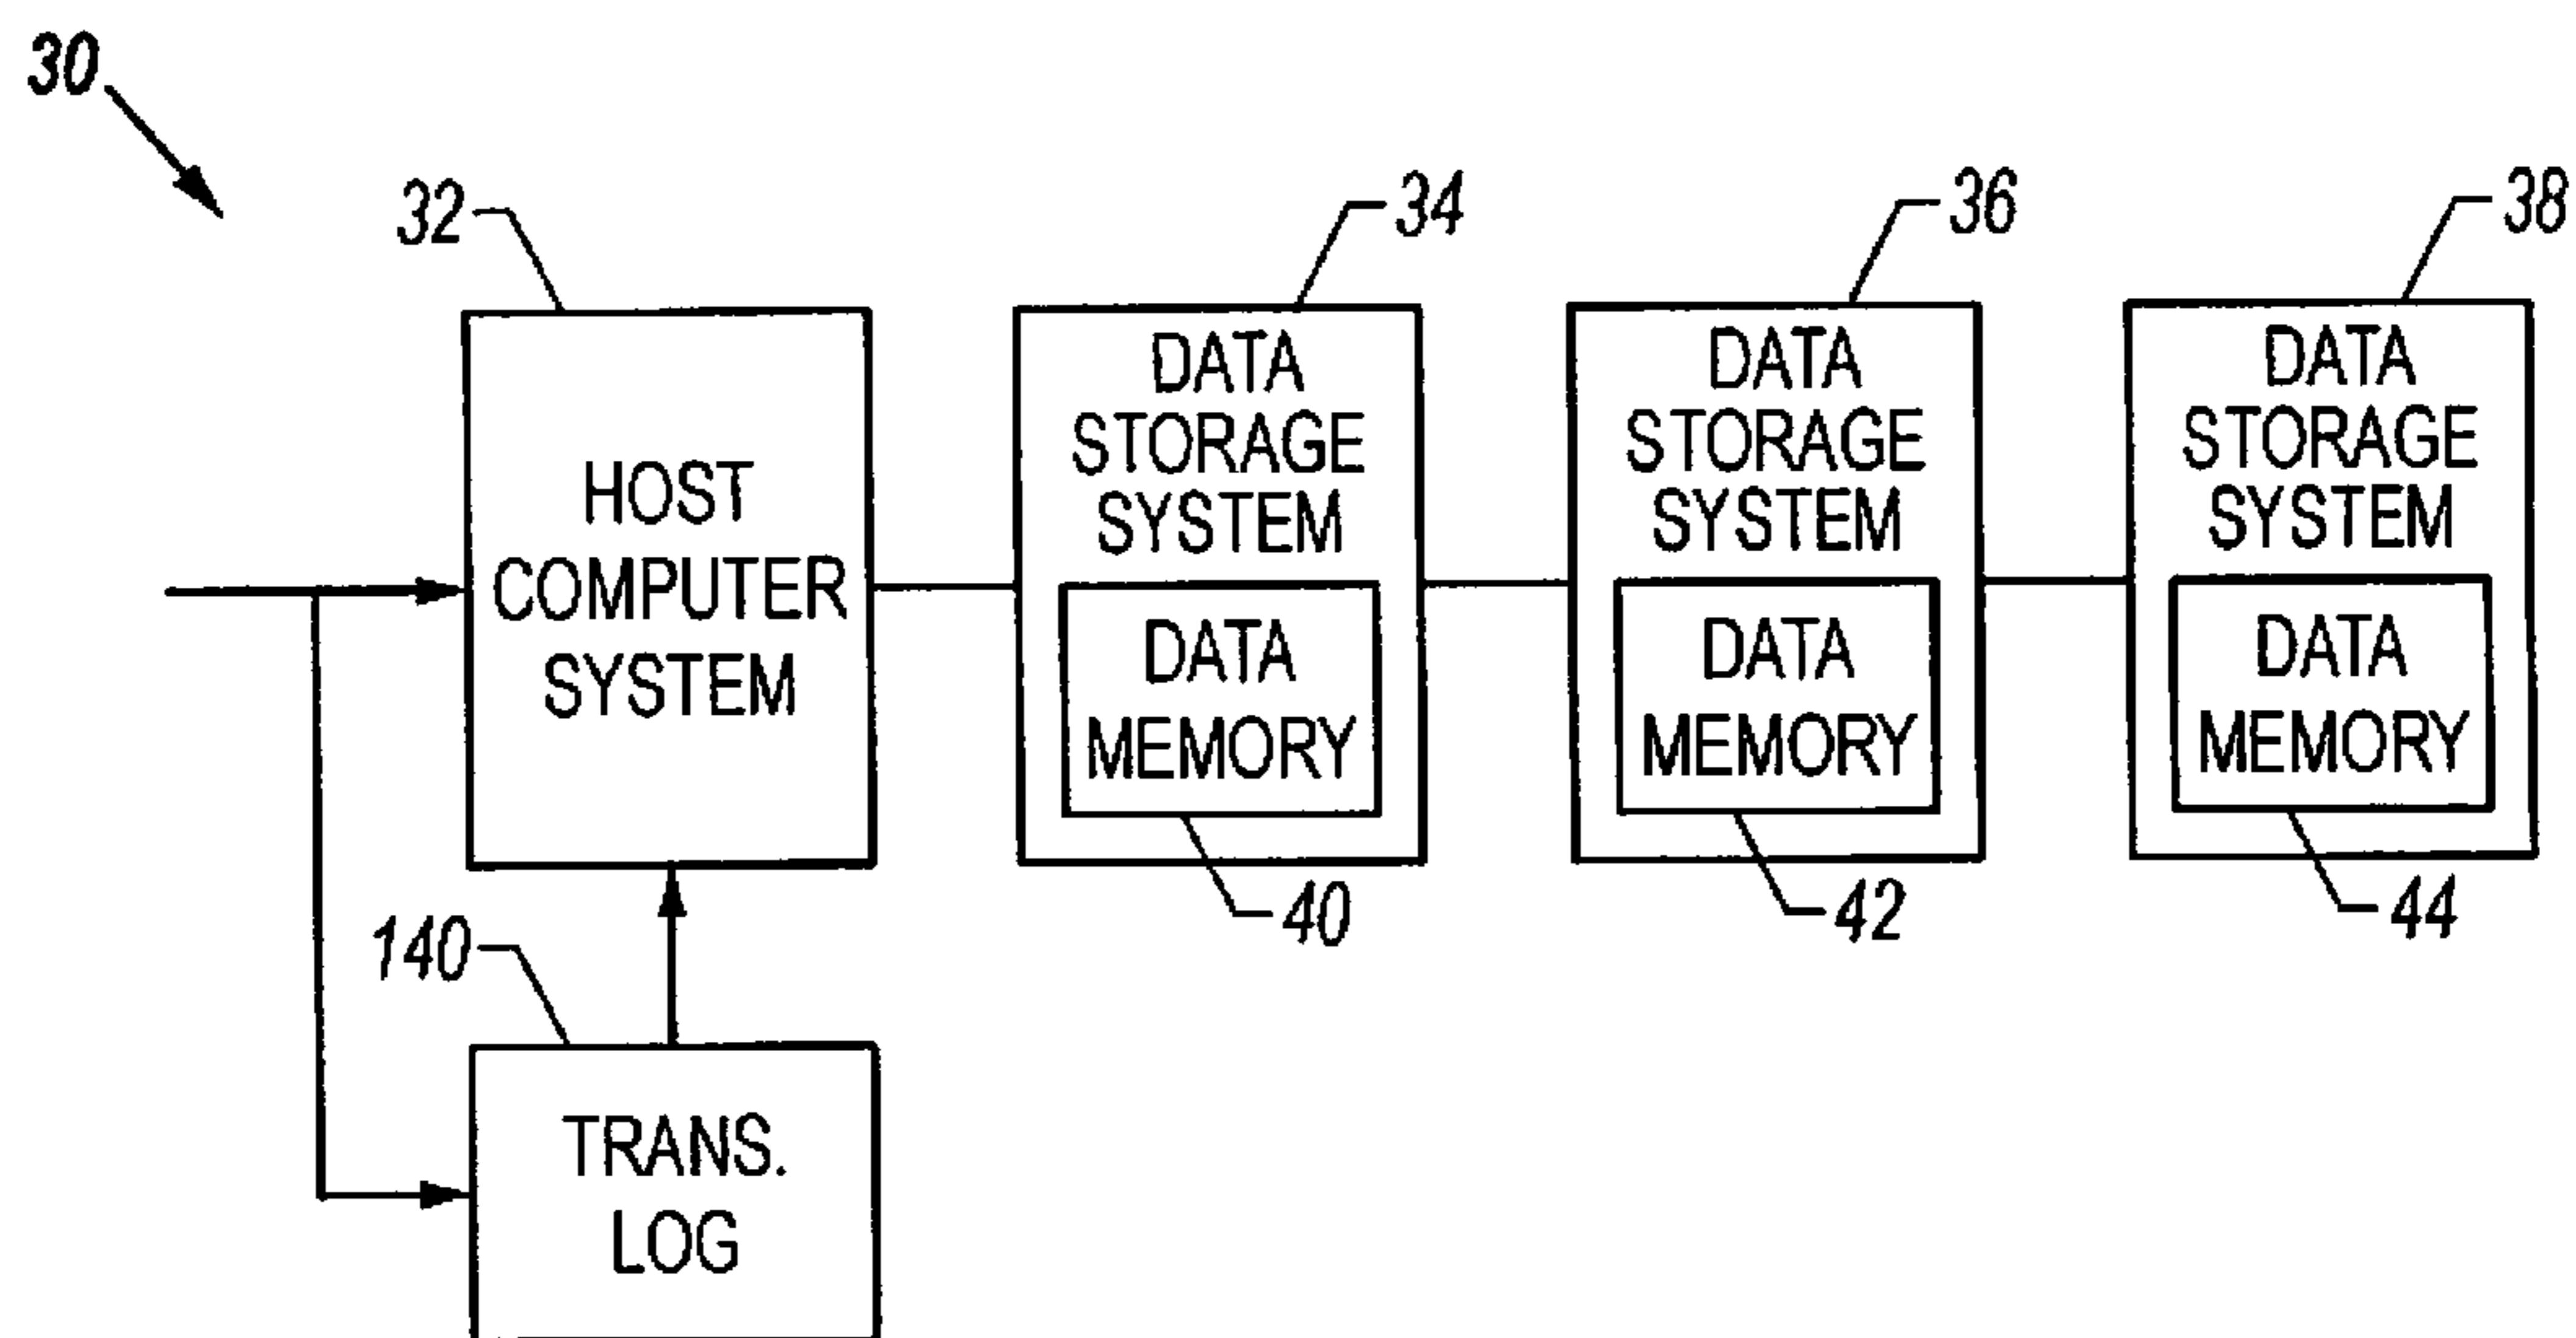 30
32
34
36
38
HOST
COMPUTER
SYSTEM
DATA
STORAGE
SYSTEM
DATA
MEMORY
DATA
STORAGE
SYSTEM
DATA
MEMORY
DATA
STORAGE
SYSTEM
DATA
MEMORY
40
42
44
140
TRANS.
LOG